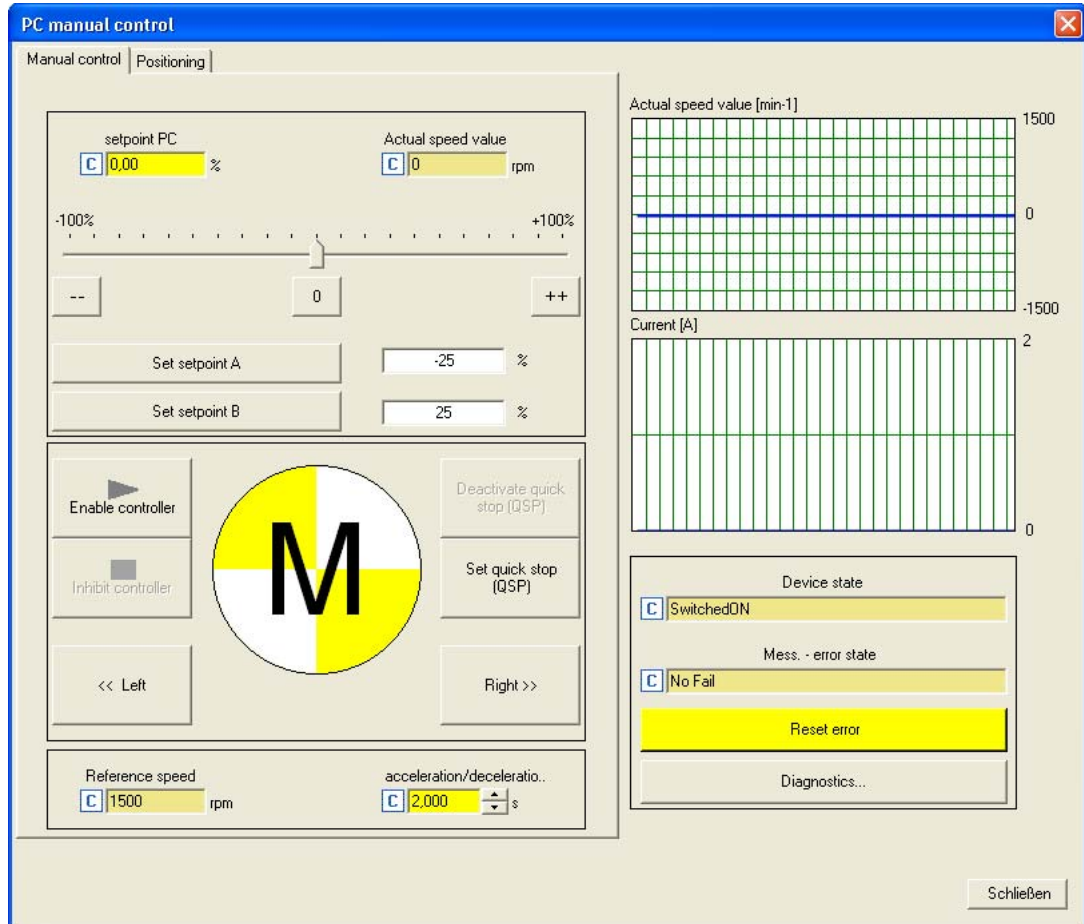 PC manual control
Manual control
Positioning
setpoint PC
C 0,00 %
Actual speed value
C 0 rpm
-100%
+100%
--
0
++
Set setpoint A
-25 %
Set setpoint B
25 %
Enable controller
Inhibit controller
M
Deactivate quick
stop (QSP)
Set quick stop
(QSP)
<< Left
Right >>
Reference speed
C 1500 rpm
acceleration/deceleratio..
C 2,000 s
Actual speed value [min-1]
1500
0
-1500
Current [A]
2
0
Device state
C SwitchedON
Mess. - error state
C No Fail
Reset error
Diagnostics...
Schließen